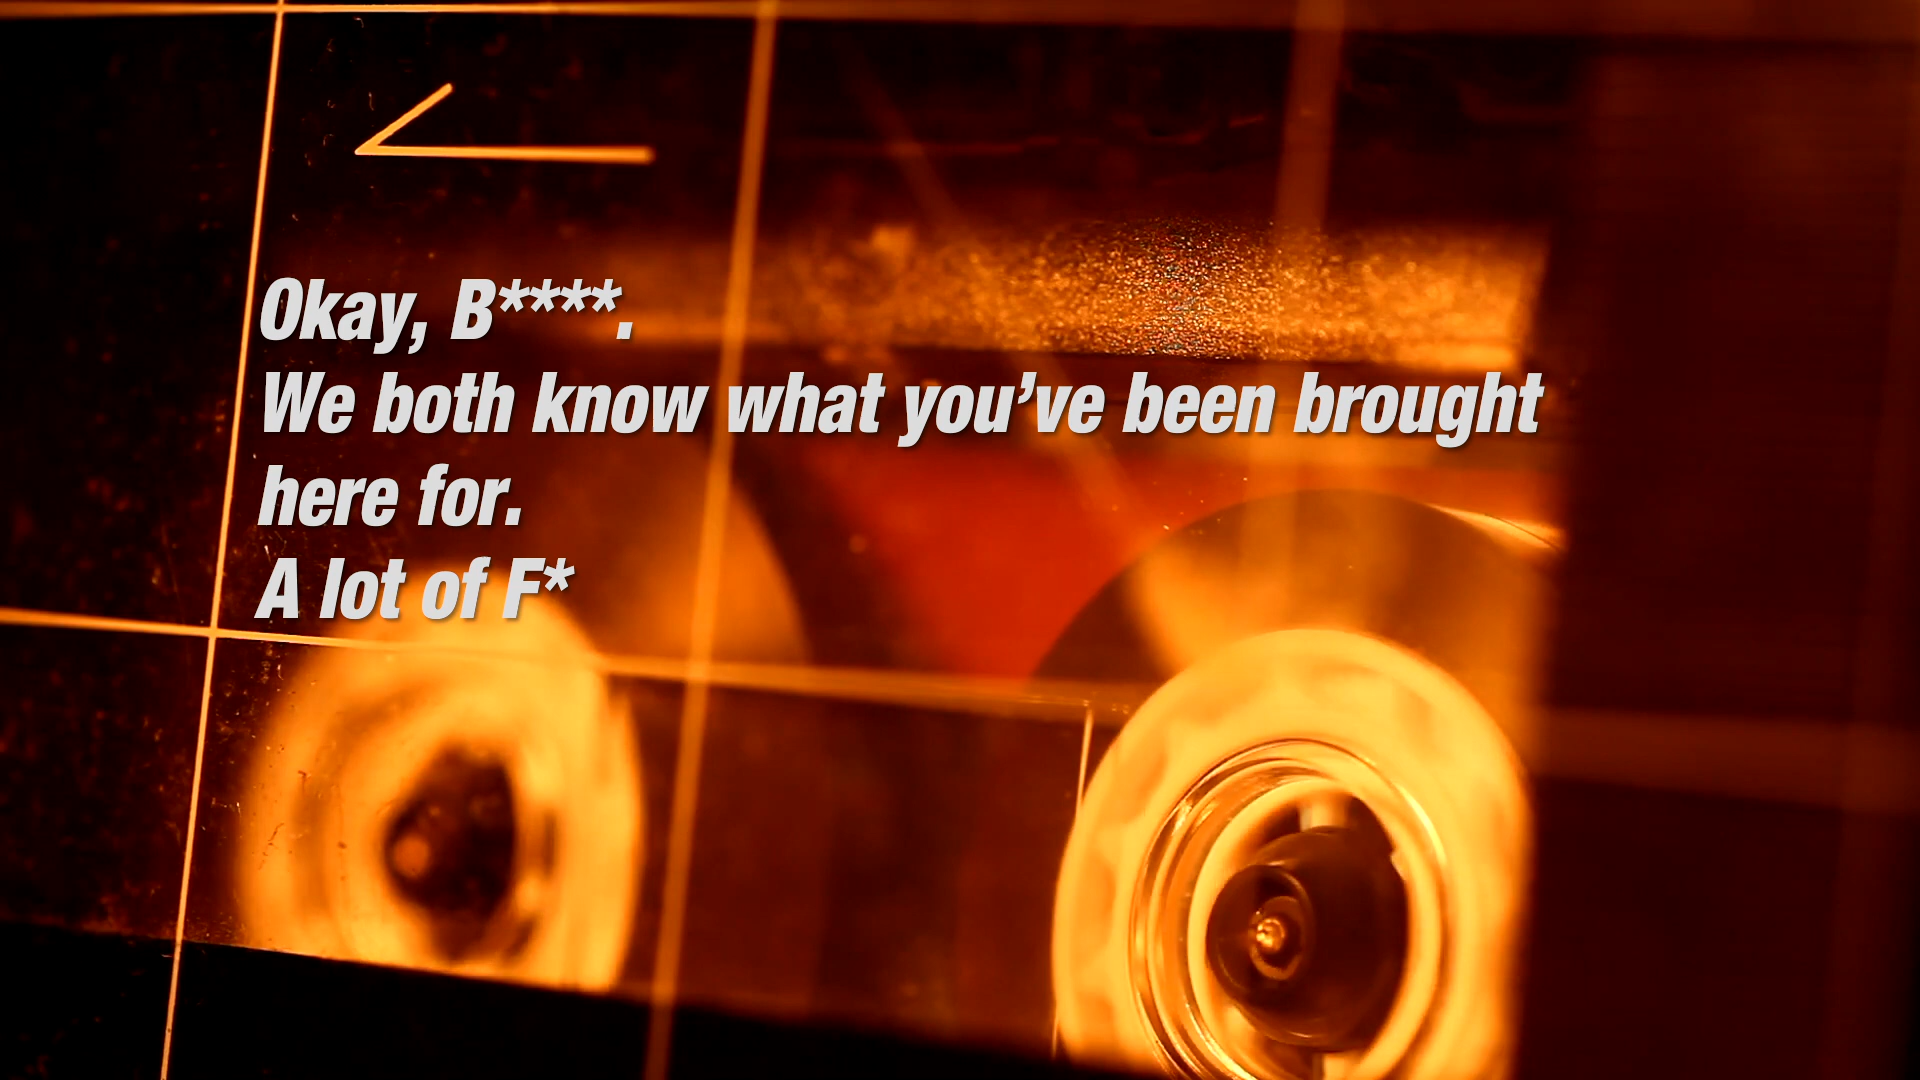 Okay, B****.
We both know what you’ve been brought
here for.
A lot of F*